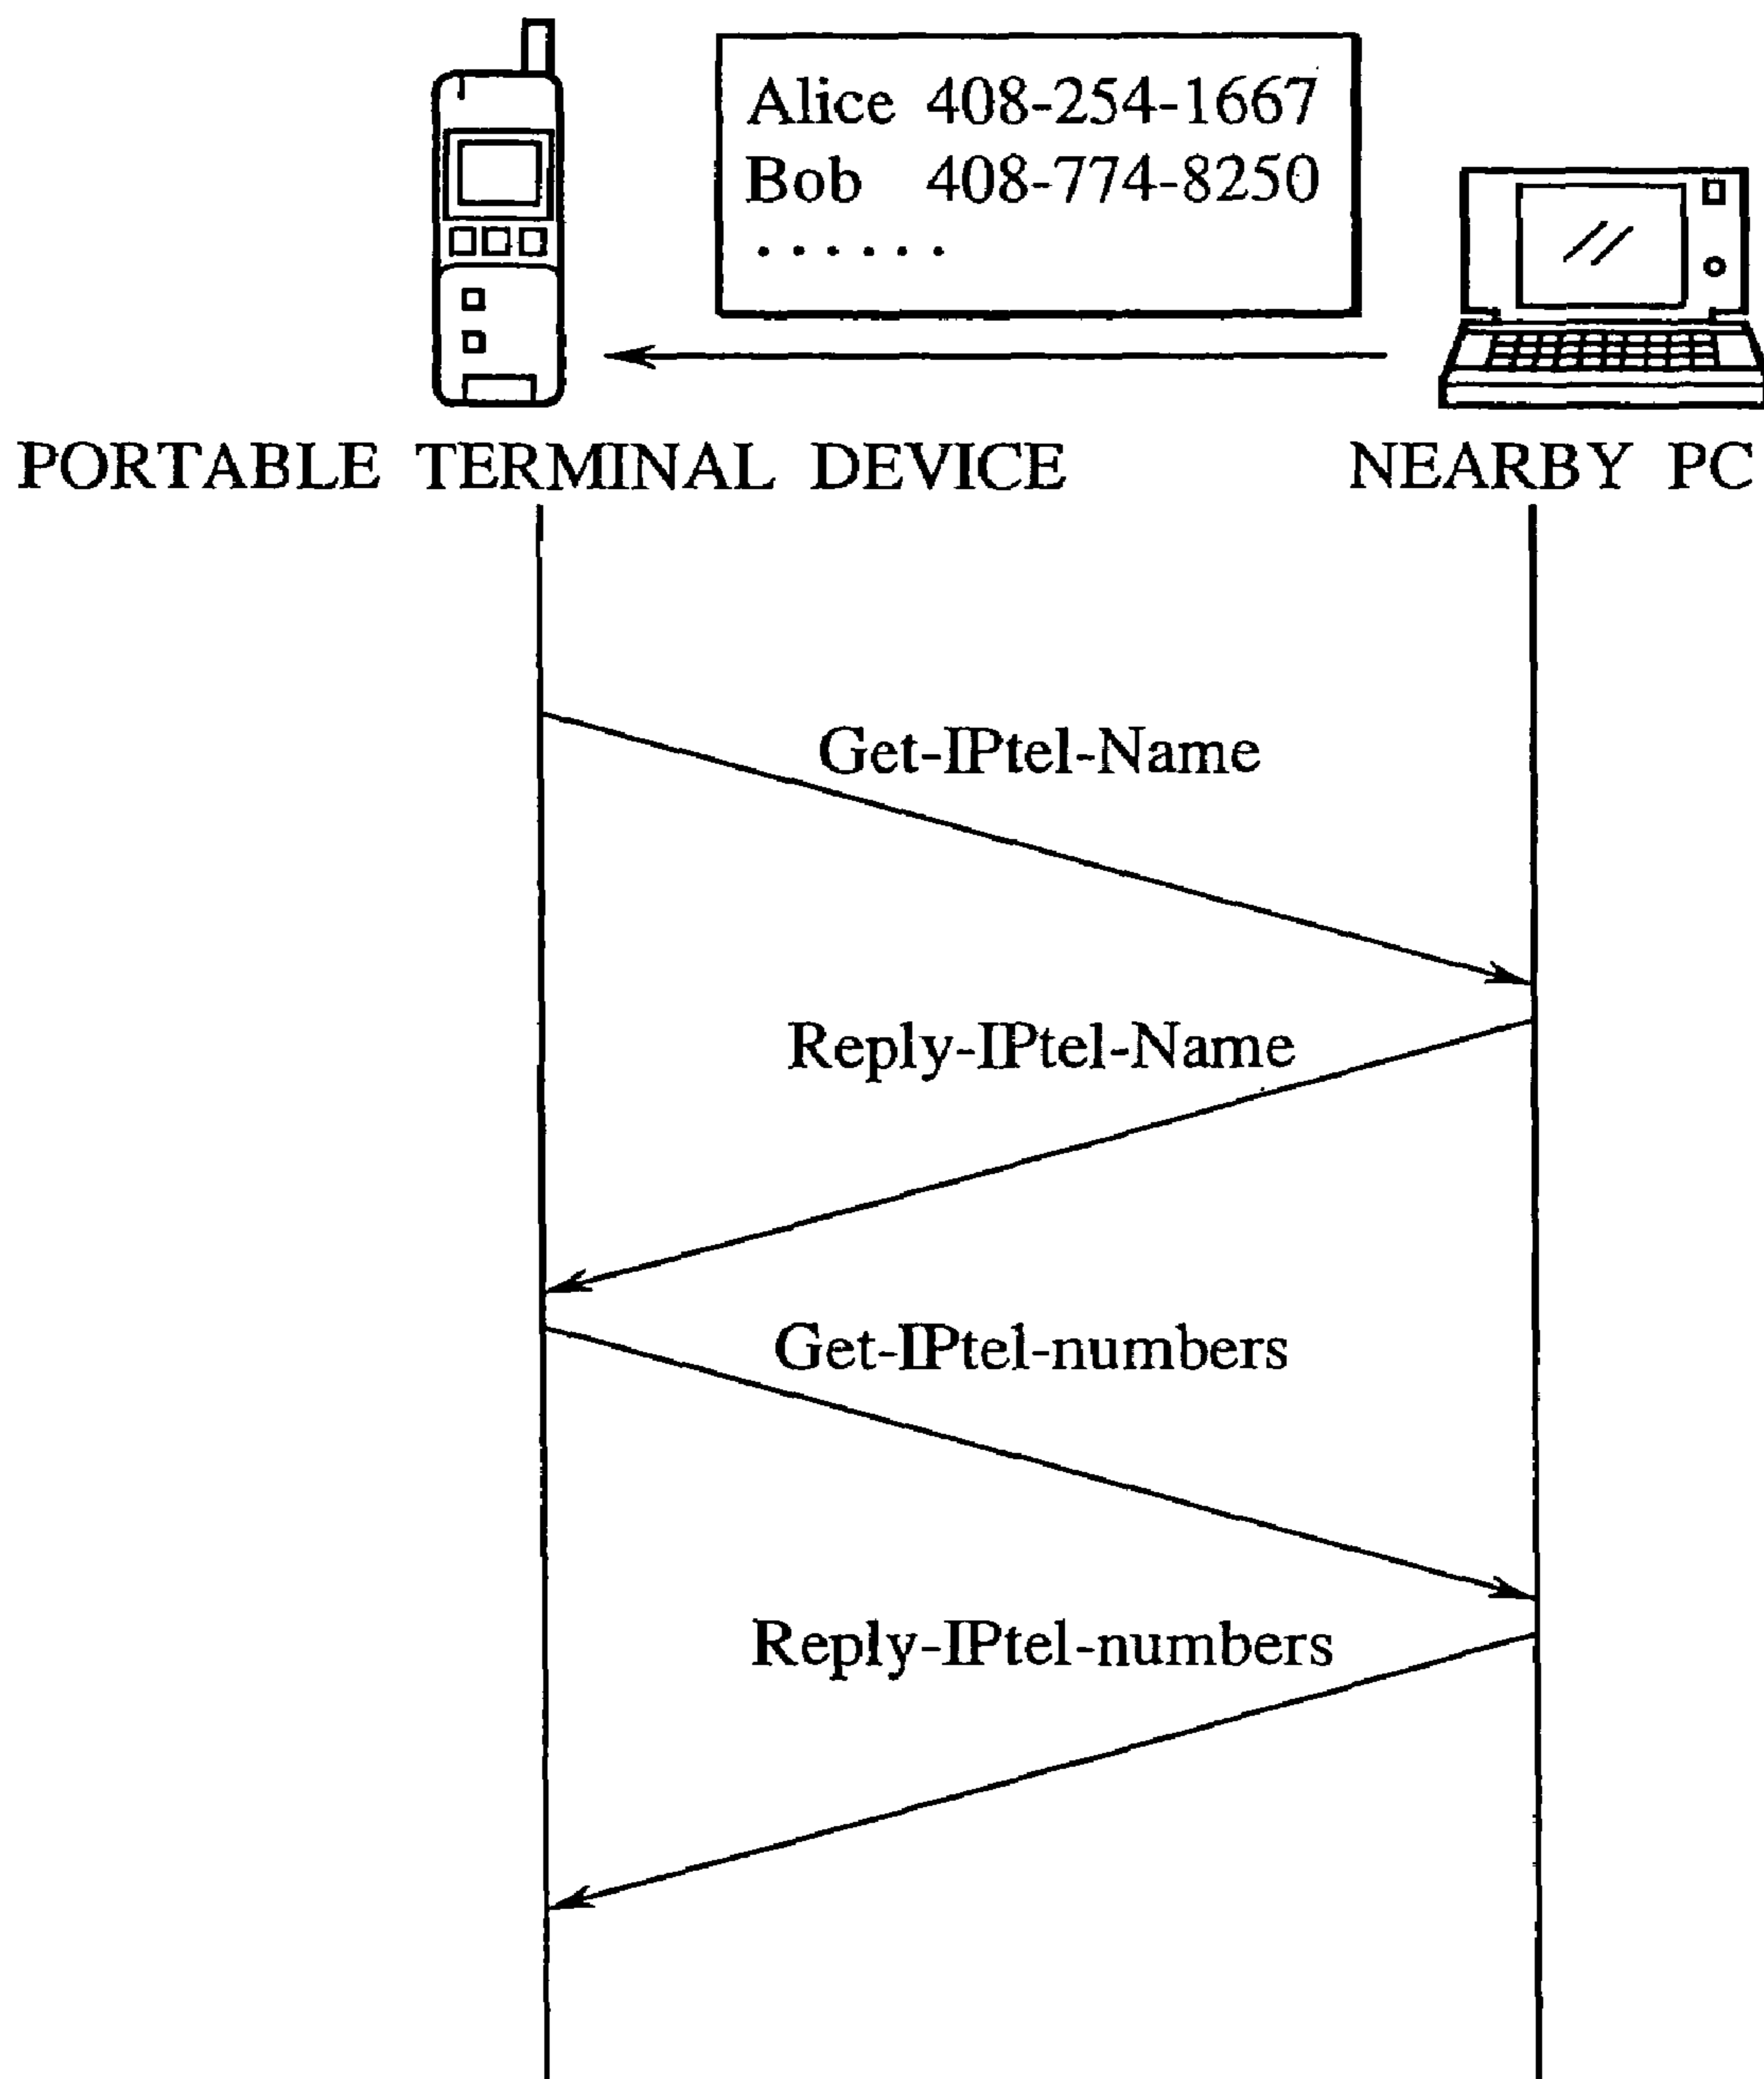 Alice 408-254-1667
Bob 408-774-8250
. . . . . .
PORTABLE TERMINAL DEVICE
NEARBY PC
Get-IPtel-Name
Reply-IPtel-Name
Get-IPtel-numbers
Reply-IPtel-numbers